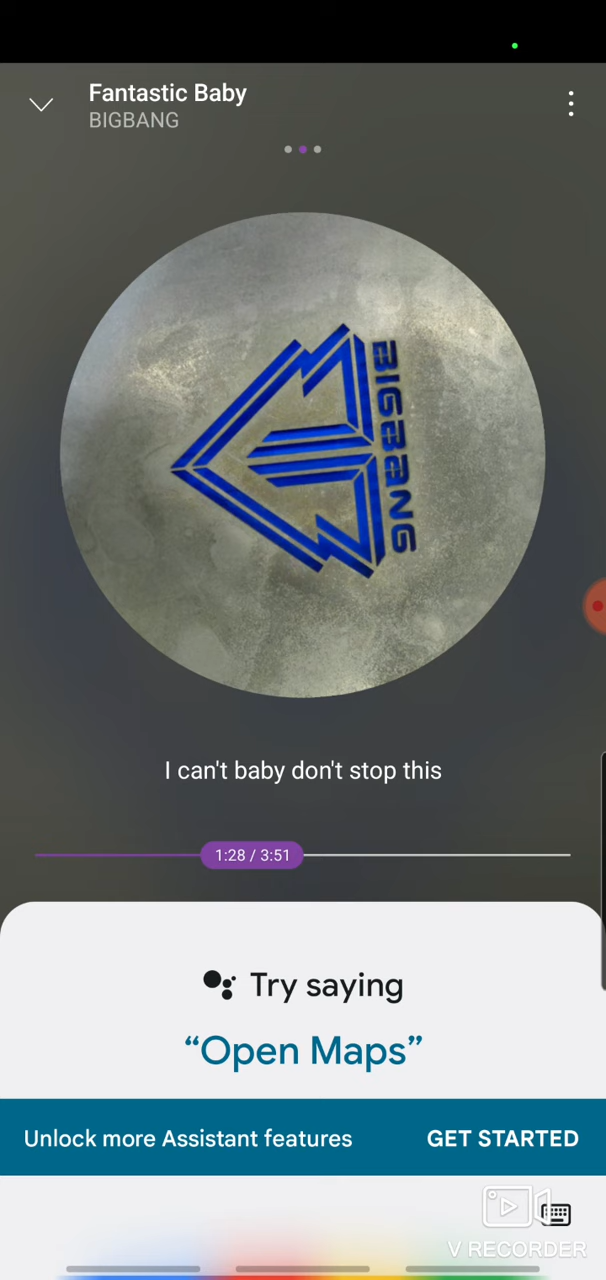 Fantastic Baby
BIGBANG
BIGBANG
I can't baby don't stop this
1:28 / 3:51
Try saying
“Open Maps”
Unlock more Assistant features
GET STARTED
V RECORDER